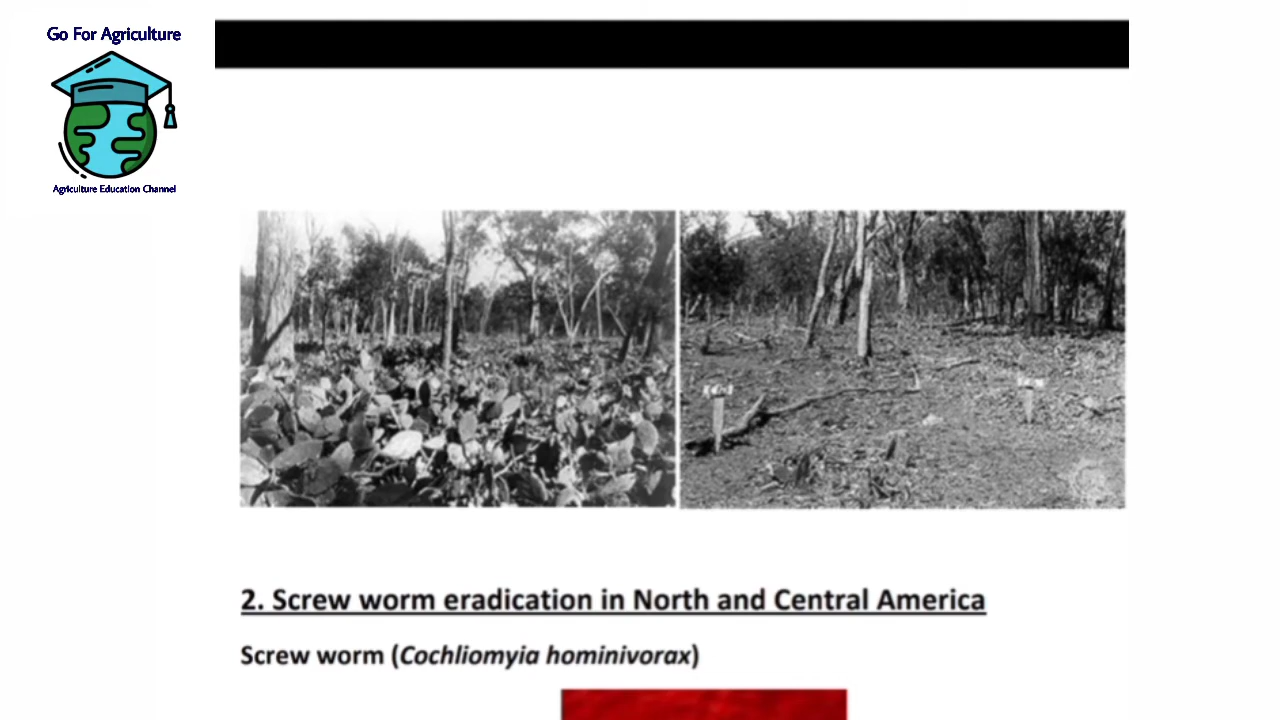 Go For Agriculture
Agriculture Education Channel
2. Screw worm eradication in North and Central America
Screw worm (Cochliomyia hominivorax)